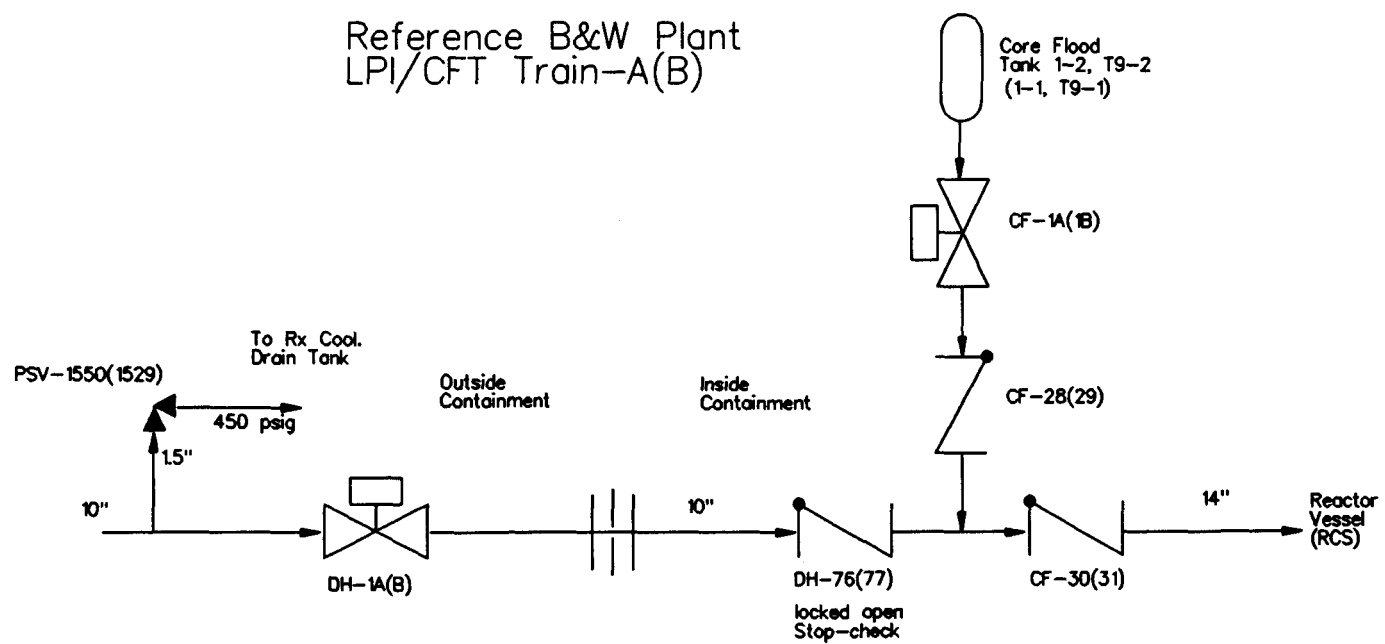 Reference B&W Plant
LPI/CFT Train-A(B)
Core Flood
Tank 1-2, T9-2
(1-1, T9-1)
CF-1A(1B)
To Rx Cool.
Drain Tank
PSV-1550(1529)
450 psig
1.5"
Outside
Containment
Inside
Containment
CF-28(29)
10"
10"
14"
Reactor
Vessel
(RCS)
DH-1A(B)
DH-76(77)
locked open
Stop-check
CF-30(31)